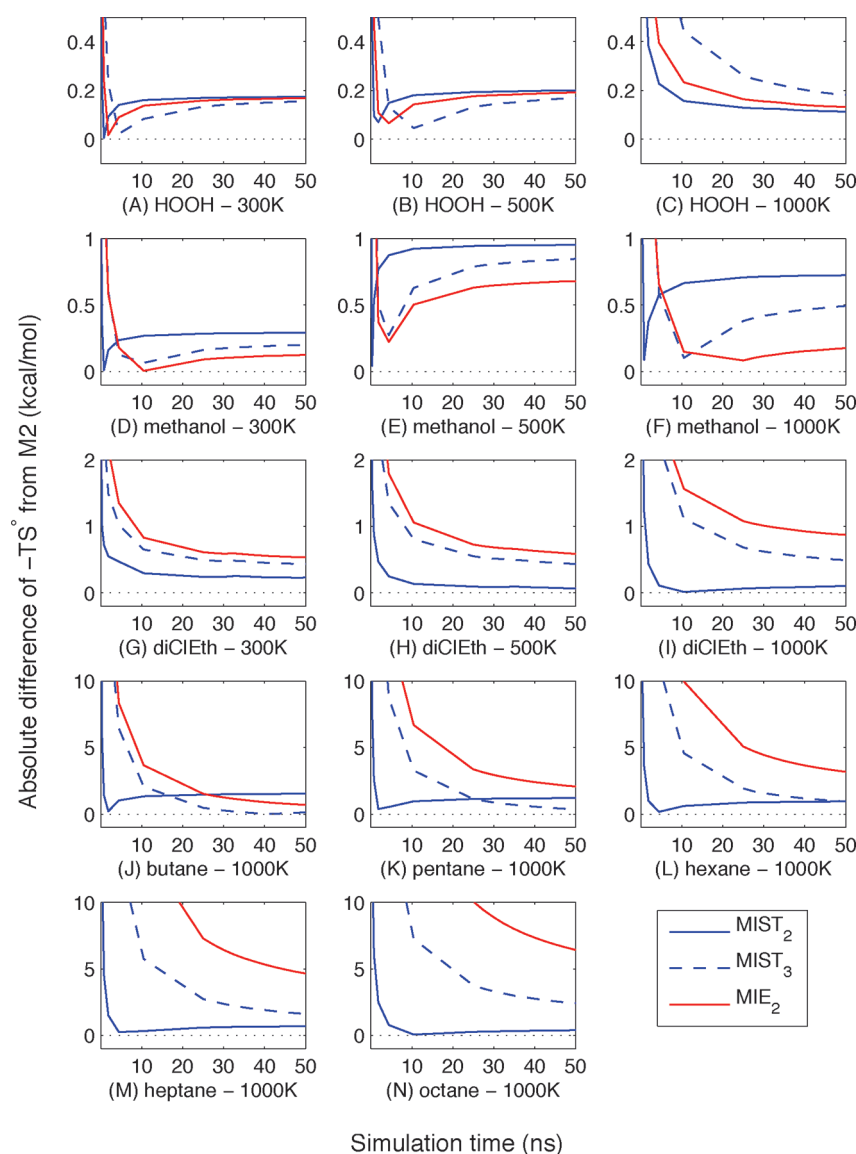 Absolute difference of −TS° from M2 (kcal/mol)
0.4
0.2
0
10 20 30 40 50
(A) HOOH − 300K
0.4
0.2
0
10 20 30 40 50
(B) HOOH − 500K
0.4
0.2
0
10 20 30 40 50
(C) HOOH − 1000K
1
0.5
0
10 20 30 40 50
(D) methanol − 300K
1
0.5
0
10 20 30 40 50
(E) methanol − 500K
1
0.5
0
10 20 30 40 50
(F) methanol − 1000K
2
1
0
10 20 30 40 50
(G) diClEth − 300K
2
1
0
10 20 30 40 50
(H) diClEth − 500K
2
1
0
10 20 30 40 50
(I) diClEth − 1000K
10
5
0
10 20 30 40 50
(J) butane − 1000K
10
5
0
10 20 30 40 50
(K) pentane − 1000K
10
5
0
10 20 30 40 50
(L) hexane − 1000K
10
5
0
10 20 30 40 50
(M) heptane − 1000K
10
5
0
10 20 30 40 50
(N) octane − 1000K
MIST₂
MIST₃
MIE₂
Simulation time (ns)